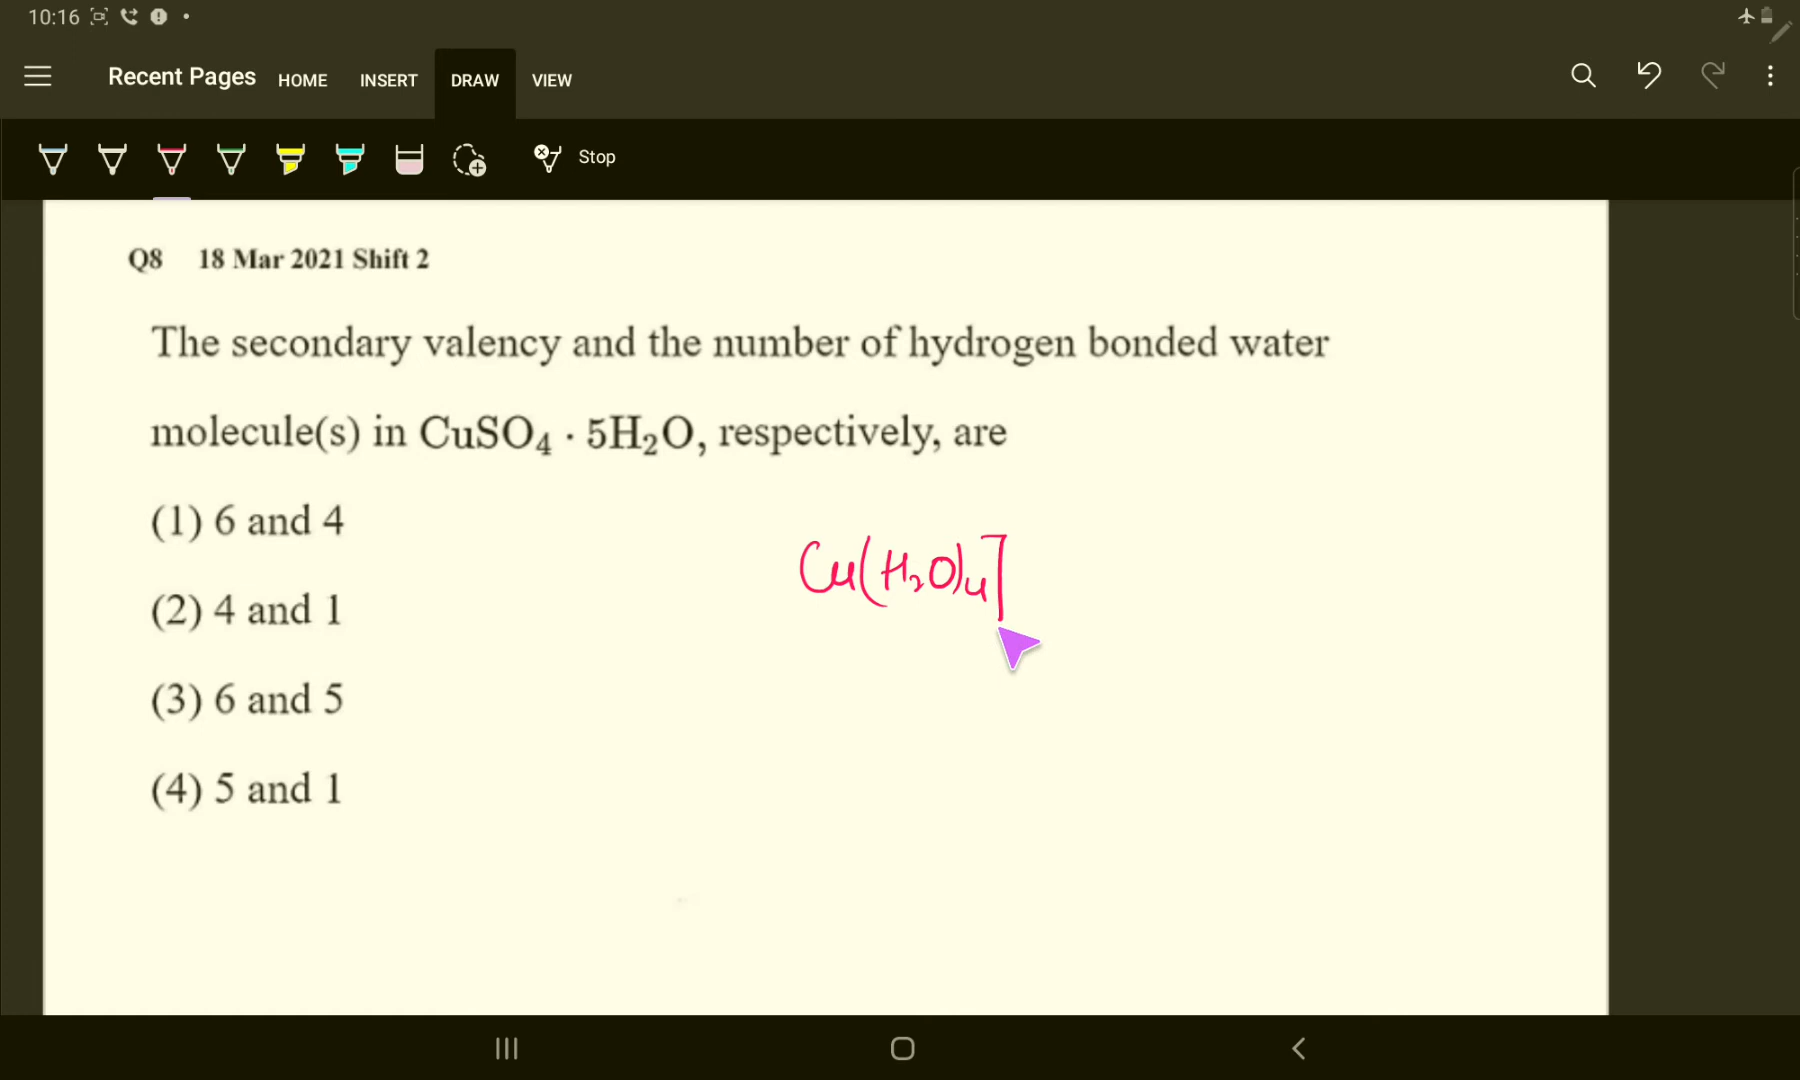 10:16
Recent Pages HOME INSERT DRAW VIEW
Stop
Q8 18 Mar 2021 Shift 2
The secondary valency and the number of hydrogen bonded water
molecule(s) in CuSO₄ · 5H₂O, respectively, are
(1) 6 and 4
Cu(H₂O)₄]
(2) 4 and 1
(3) 6 and 5
(4) 5 and 1